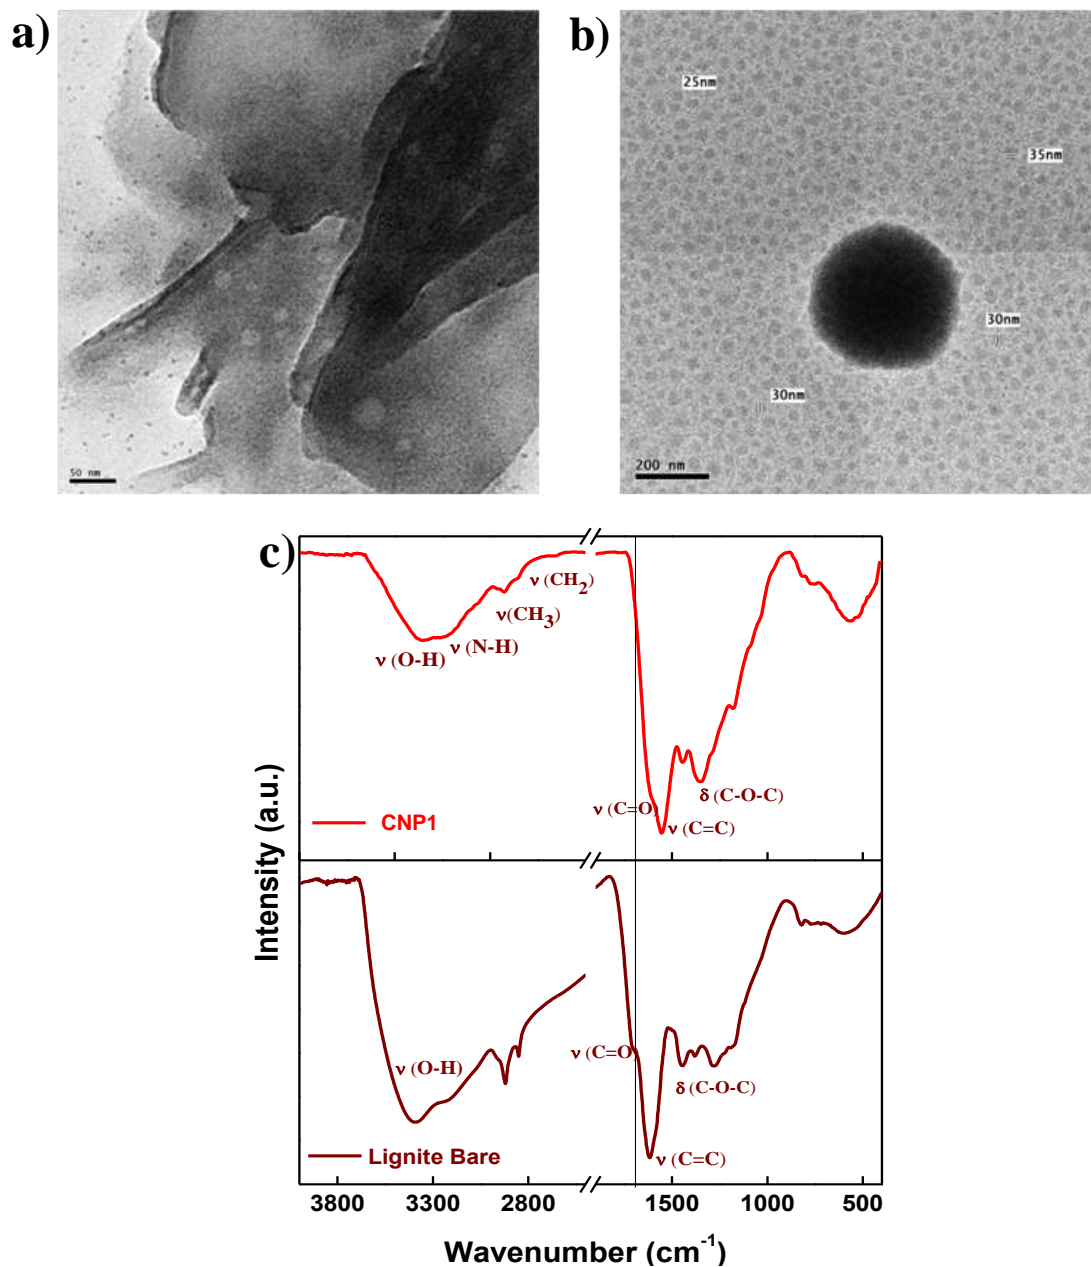 a)
50 nm
b)
25nm
35nm
30nm
30nm
200 nm
c)
ν (CH2)
ν(CH3)
ν (N-H)
ν (O-H)
δ (C-O-C)
ν (C=O)
ν (C=C)
CNP1
ν (C=O)
ν (O-H)
δ (C-O-C)
ν (C=C)
Lignite Bare
Intensity (a.u.)
3800 3300 2800 1500 1000 500
Wavenumber (cm-1)